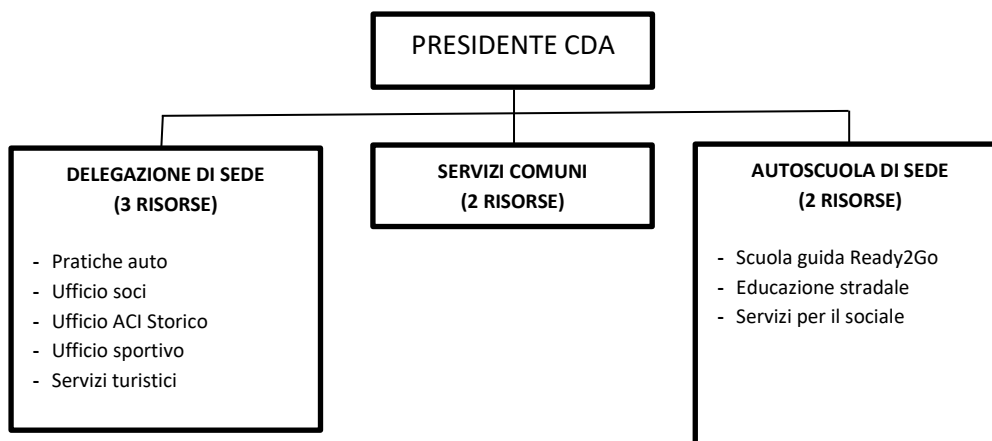 PRESIDENTE CDA
DELEGAZIONE DI SEDE
(3 RISORSE)
- Pratiche auto
- Ufficio soci
- Ufficio ACI Storico
- Ufficio sportivo
- Servizi turistici
SERVIZI COMUNI
(2 RISORSE)
AUTOSCUOLA DI SEDE
(2 RISORSE)
- Scuola guida Ready2Go
- Educazione stradale
- Servizi per il sociale